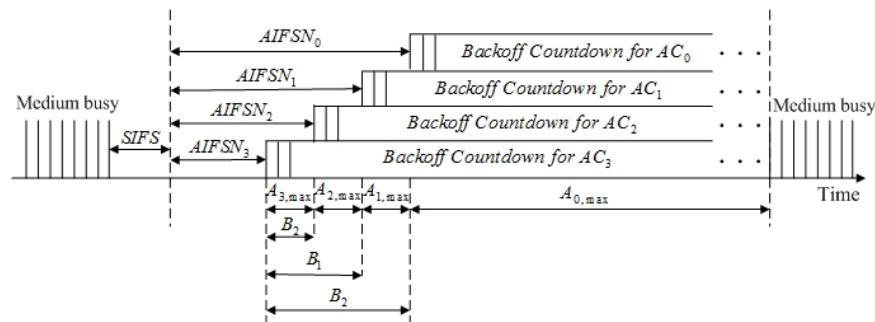 AIFSN0
Backoff Countdown for AC0 . . .
AIFSN1
Backoff Countdown for AC1
Medium busy
AIFSN2
Medium busy
SIFS
Backoff Countdown for AC2 . . .
AIFSN3
Backoff Countdown for AC3 . . .
A3,max
A2,max
A1,max
A0,max
Time
B2
B1
B2